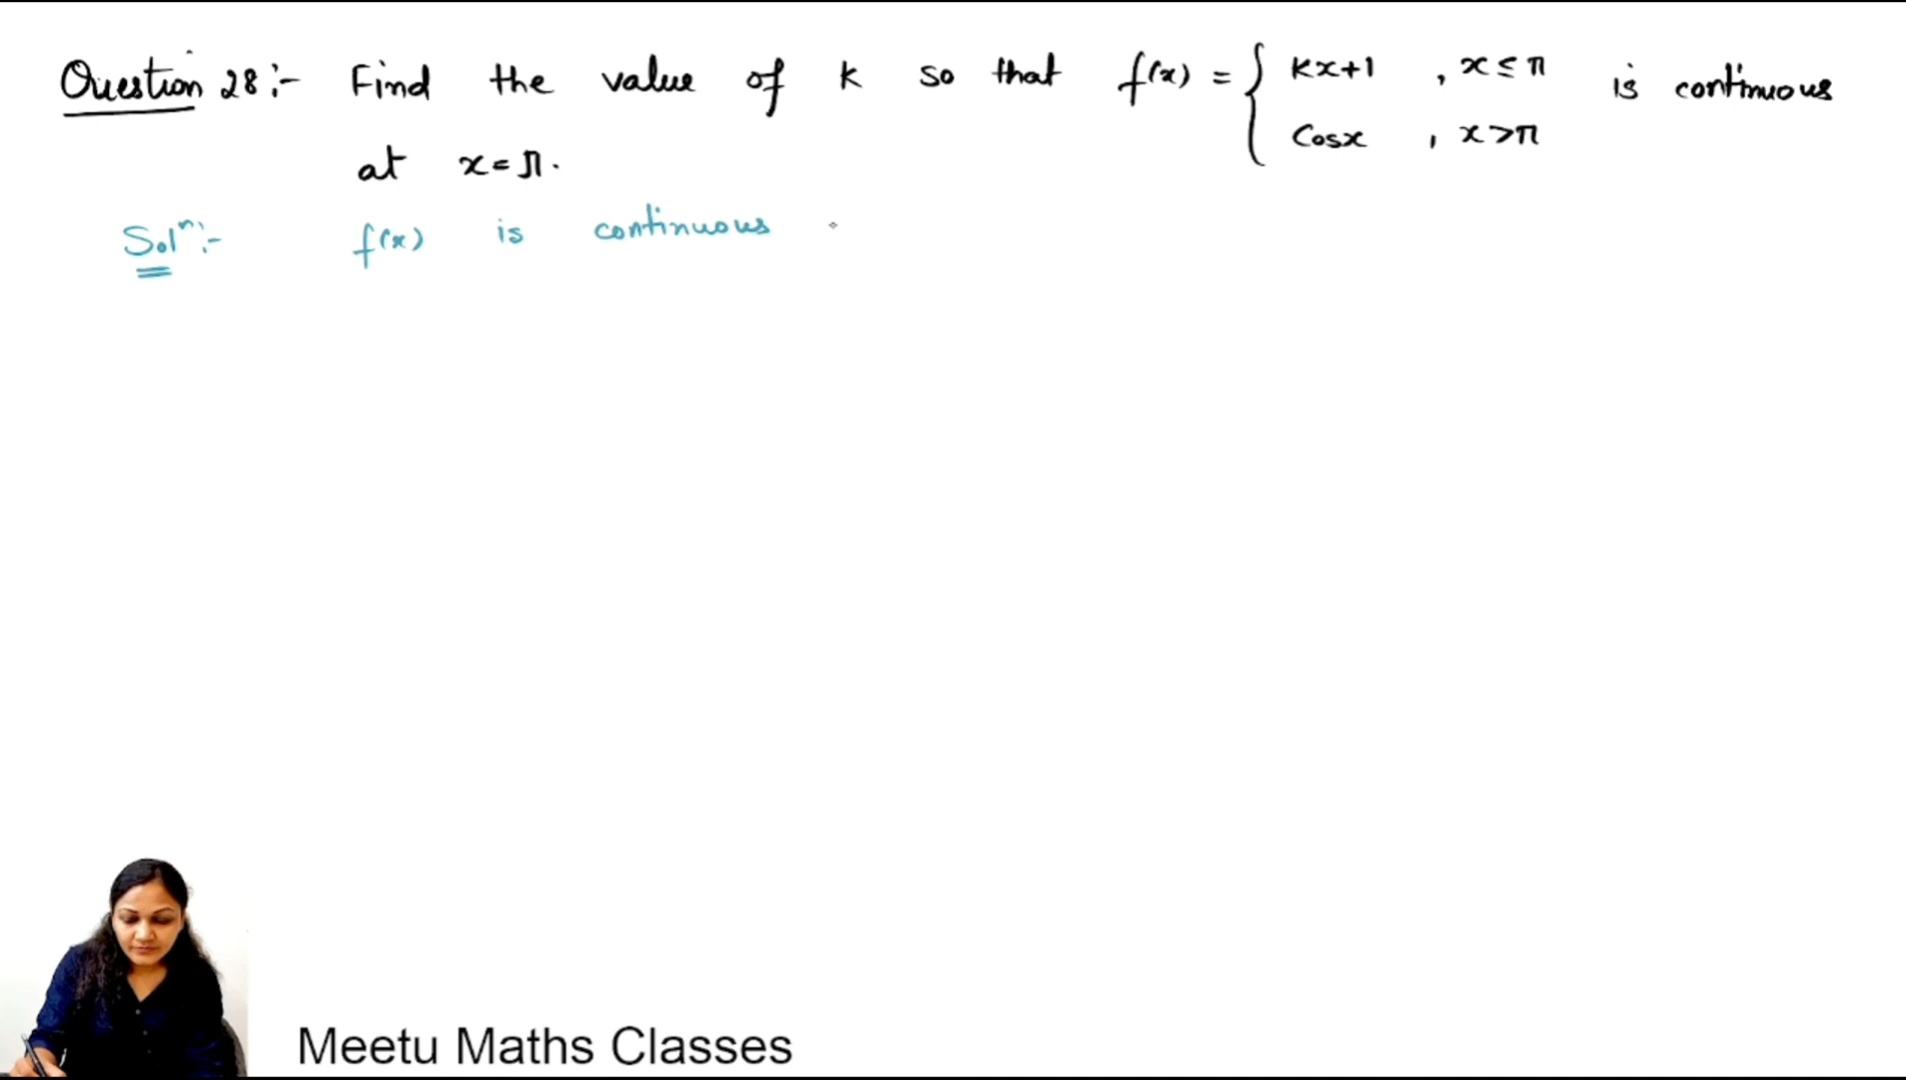 Question 28:- Find the value of k so that f(x) = { kx+1 , x ≤ π is continuous
Cosx , x > π
at x = π.
Solⁿ:- f(x) is continuous
Meetu Maths Classes